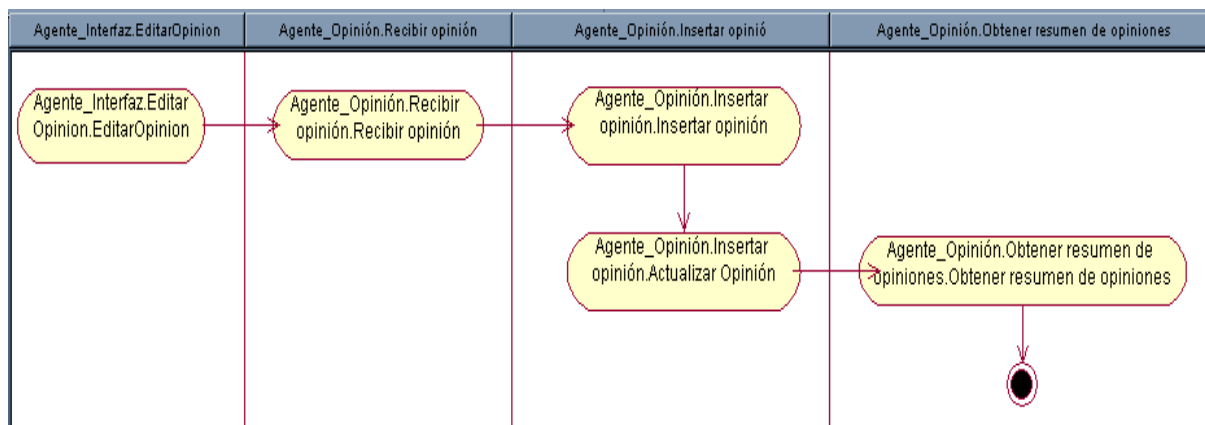 Agente_Interfaz.EditarOpinion
Agente_Opinión.Recibir opinión
Agente_Opinión.Insertar opinió
Agente_Opinión.Obtener resumen de opiniones
Agente_Interfaz.Editar
Opinion.EditarOpinion
Agente_Opinión.Recibir
opinión.Recibir opinión
Agente_Opinión.Insertar
opinión.Insertar opinión
Agente_Opinión.Insertar
opinión.Actualizar Opinión
Agente_Opinión.Obtener resumen de
opiniones.Obtener resumen de opiniones